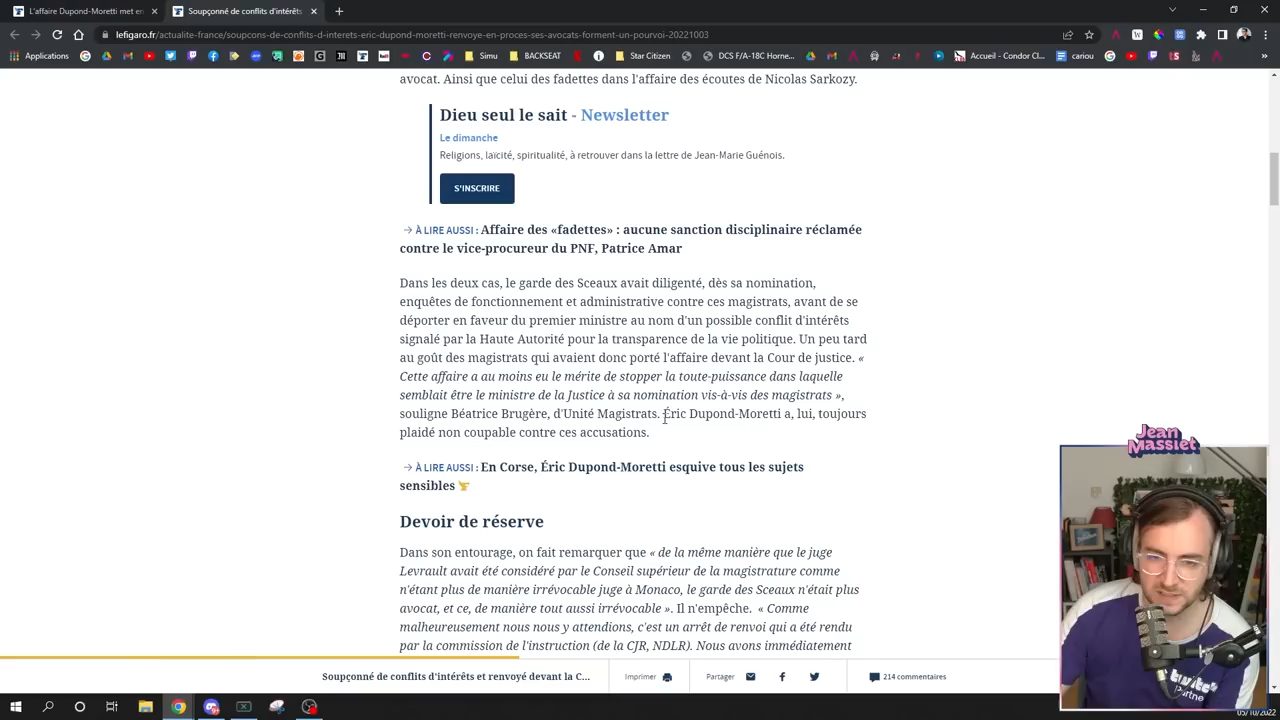 L'affaire Dupond-Moretti met en
Soupçonné de conflits d'intérêts
lefigaro.fr/actualite-france/soupcons-de-conflits-d-interets-eric-dupond-moretti-renvoye-en-proces-ses-avocats-forment-un-pourvoi-20221003
Applications
Simu
BACKSEAT
Star Citizen
DCS F/A-18C Horne...
Accueil - Condor Cl...
cariou
avocat. Ainsi que celui des fadettes dans l'affaire des écoutes de Nicolas Sarkozy.
Dieu seul le sait - Newsletter
Le dimanche
Religions, laïcité, spiritualité, à retrouver dans la lettre de Jean-Marie Guénois.
S'INSCRIRE
→ À LIRE AUSSI : Affaire des «fadettes» : aucune sanction disciplinaire réclamée
contre le vice-procureur du PNF, Patrice Amar
Dans les deux cas, le garde des Sceaux avait diligenté, dès sa nomination,
enquêtes de fonctionnement et administrative contre ces magistrats, avant de se
déporter en faveur du premier ministre au nom d'un possible conflit d'intérêts
signalé par la Haute Autorité pour la transparence de la vie politique. Un peu tard
au goût des magistrats qui avaient donc porté l'affaire devant la Cour de justice. «
Cette affaire a au moins eu le mérite de stopper la toute-puissance dans laquelle
semblait être le ministre de la Justice à sa nomination vis-à-vis des magistrats »,
souligne Béatrice Brugère, d'Unité Magistrats. Éric Dupond-Moretti a, lui, toujours
plaidé non coupable contre ces accusations.
→ À LIRE AUSSI : En Corse, Éric Dupond-Moretti esquive tous les sujets
sensibles
Devoir de réserve
Dans son entourage, on fait remarquer que « de la même manière que le juge
Levrault avait été considéré par le Conseil supérieur de la magistrature comme
n'étant plus de manière irrévocable juge à Monaco, le garde des Sceaux n'était plus
avocat, et ce, de manière tout aussi irrévocable ». Il n'empêche. « Comme
malheureusement nous nous y attendions, c'est un arrêt de renvoi qui a été rendu
par la commission de l'instruction (de la CJR, NDLR). Nous avons immédiatement
Soupçonné de conflits d'intérêts et renvoyé devant la C...
Imprimer
Partager
214 commentaires
Jean
Massiet
twitch
Partner
05/10/2022